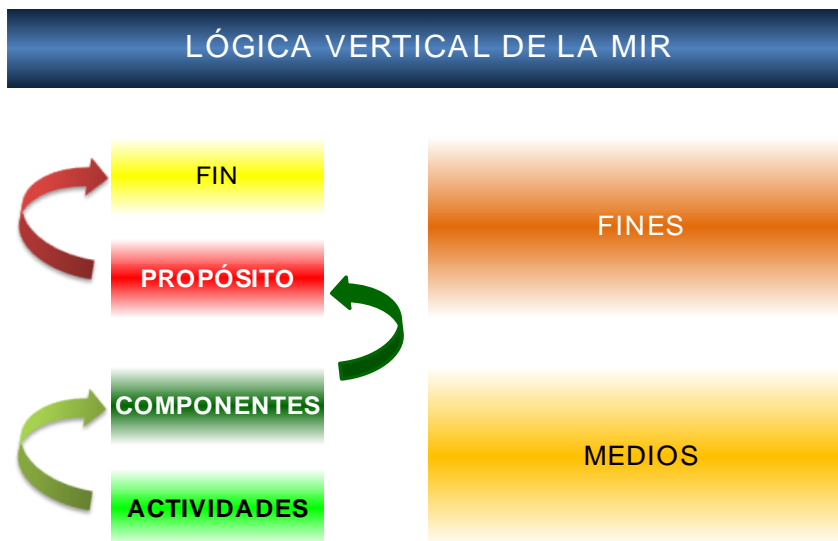 LÓGICA VERTICAL DE LA MIR
FIN
FINES
PROPÓSITO
COMPONENTES
MEDIOS
ACTIVIDADES